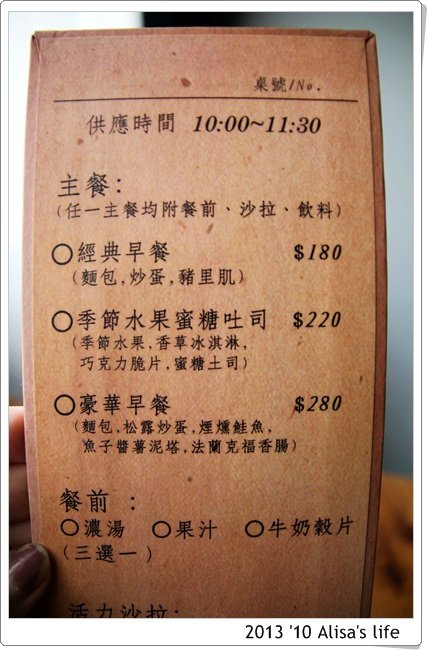 桌號/No.
供應時間 10:00~11:30
主餐:
(任一主餐均附餐前、沙拉、飲料)
○經典早餐 $180
(麵包,炒蛋,豬里肌)
○季節水果蜜糖吐司 $220
(季節水果,香草冰淇淋,
巧克力脆片,蜜糖土司)
○豪華早餐 $280
(麵包,松露炒蛋,煙燻鮭魚,
魚子醬薯泥塔,法蘭克福香腸)
餐前 :
○濃湯 ○果汁 ○牛奶穀片
(三選一)
活力沙拉:
2013 '10 Alisa's life